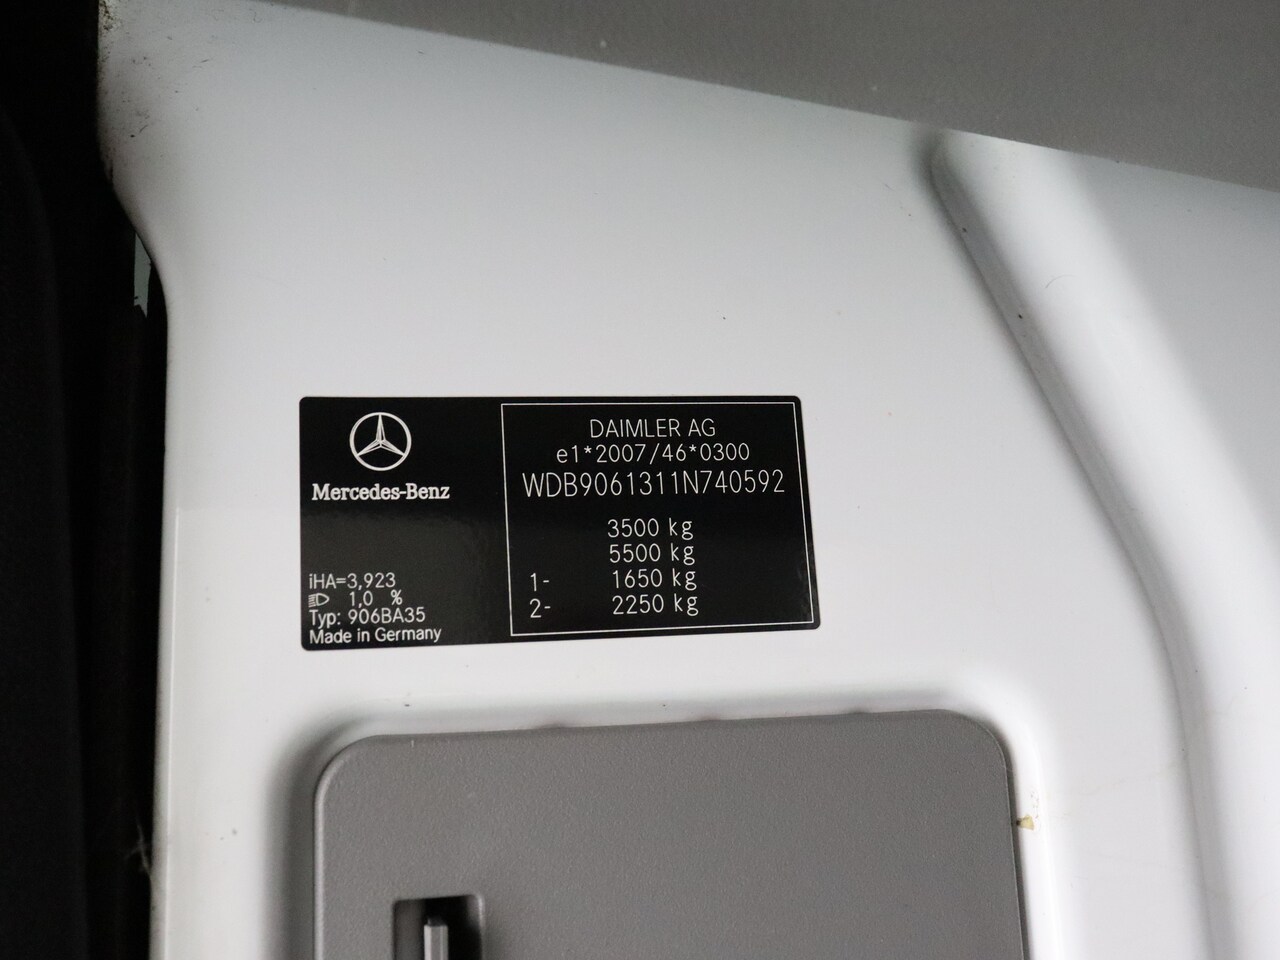 Mercedes-Benz
iHA=3,923
1,0 %
Typ: 906BA35
Made in Germany
DAIMLER AG
e1*2007/46*0300
WDB9061311N740592
3500 kg
5500 kg
1- 1650 kg
2- 2250 kg